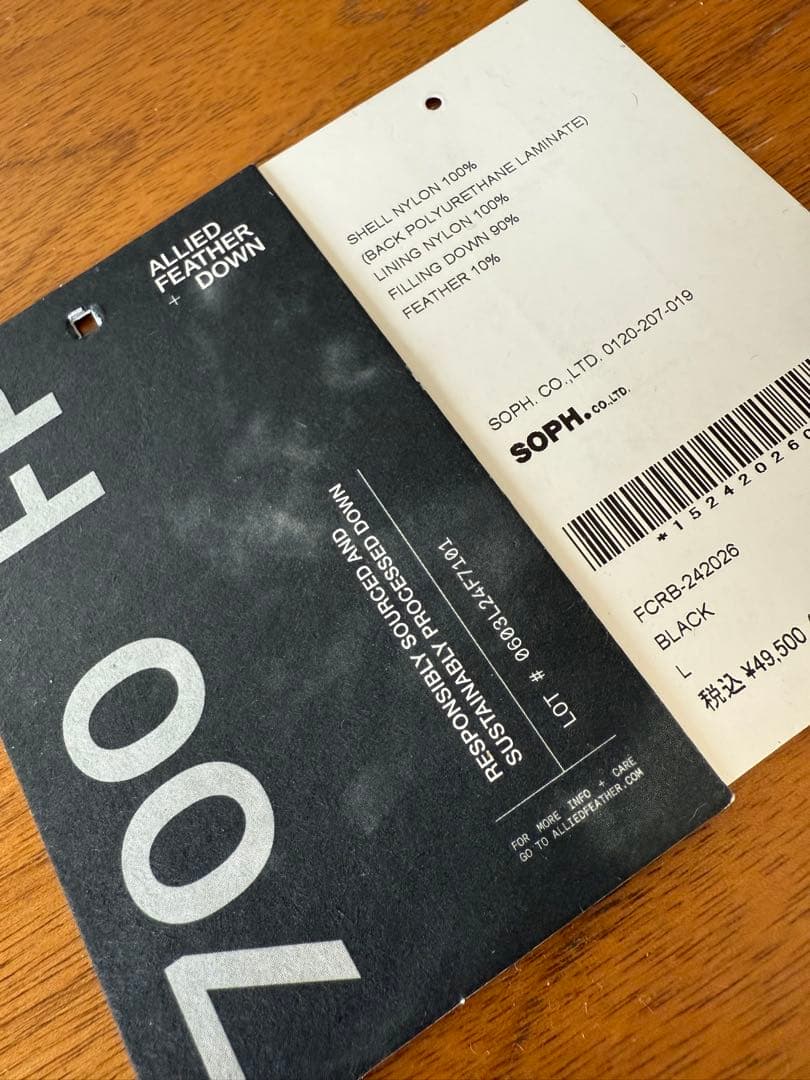 ALLIED
FEATHER
+ DOWN
700
RESPONSIBLY SOURCED AND
SUSTAINABLY PROCESSED DOWN
LOT # 0603L24F7101
FOR MORE INFO + CARE
GO TO ALLIEDFEATHER.COM
SHELL NYLON 100%
(BACK POLYURETHANE LAMINATE)
LINING NYLON 100%
FILLING DOWN 90%
FEATHER 10%
SOPH. CO.,LTD. 0120-207-019
SOPH.CO.,LTD.
*15242026
FCRB-242026
BLACK
L
税込 ¥49,500